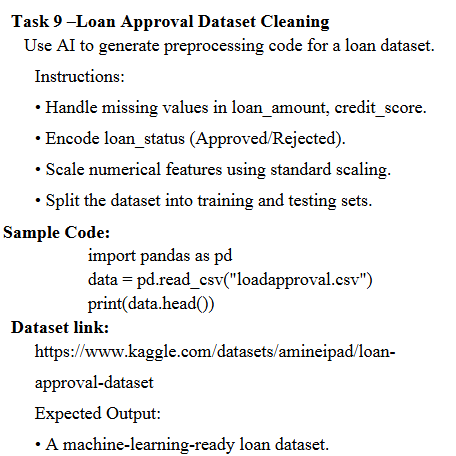 Task 9 –Loan Approval Dataset Cleaning
Use AI to generate preprocessing code for a loan dataset.
Instructions:
• Handle missing values in loan_amount, credit_score.
• Encode loan_status (Approved/Rejected).
• Scale numerical features using standard scaling.
• Split the dataset into training and testing sets.
Sample Code:
import pandas as pd
data = pd.read_csv("loadapproval.csv")
print(data.head())
Dataset link:
https://www.kaggle.com/datasets/amineipad/loan-
approval-dataset
Expected Output:
• A machine-learning-ready loan dataset.